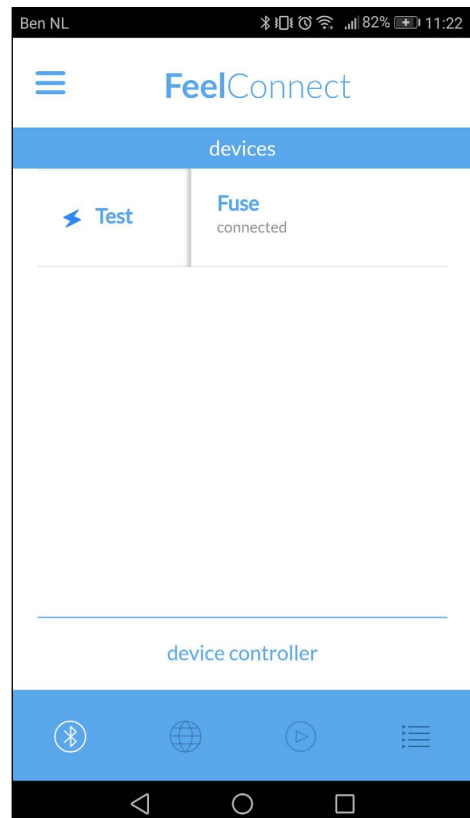 Ben NL 82% 11:22
FeelConnect
devices
Test
Fuse
connected
device controller